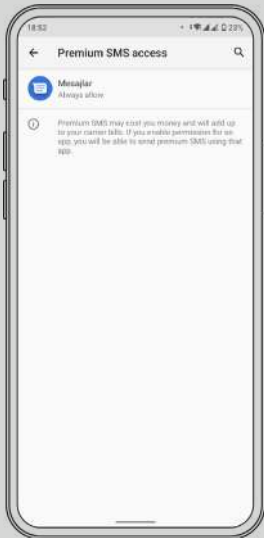 18:52
23%
Premium SMS access
Mesajlar
Always allow
Premium SMS may cost you money and will add up
to your carrier bills. If you enable permission for an
app, you will be able to send premium SMS using that
app.